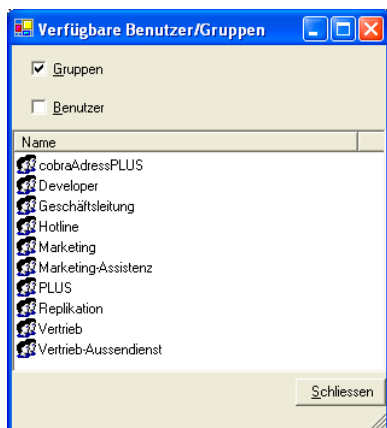 Verfügbare Benutzer/Gruppen
Gruppen
Benutzer
Name
cobraAdressPLUS
Developer
Geschäftsleitung
Hotline
Marketing
Marketing-Assistenz
PLUS
Replikation
Vertrieb
Vertrieb-Aussendienst
Schliessen